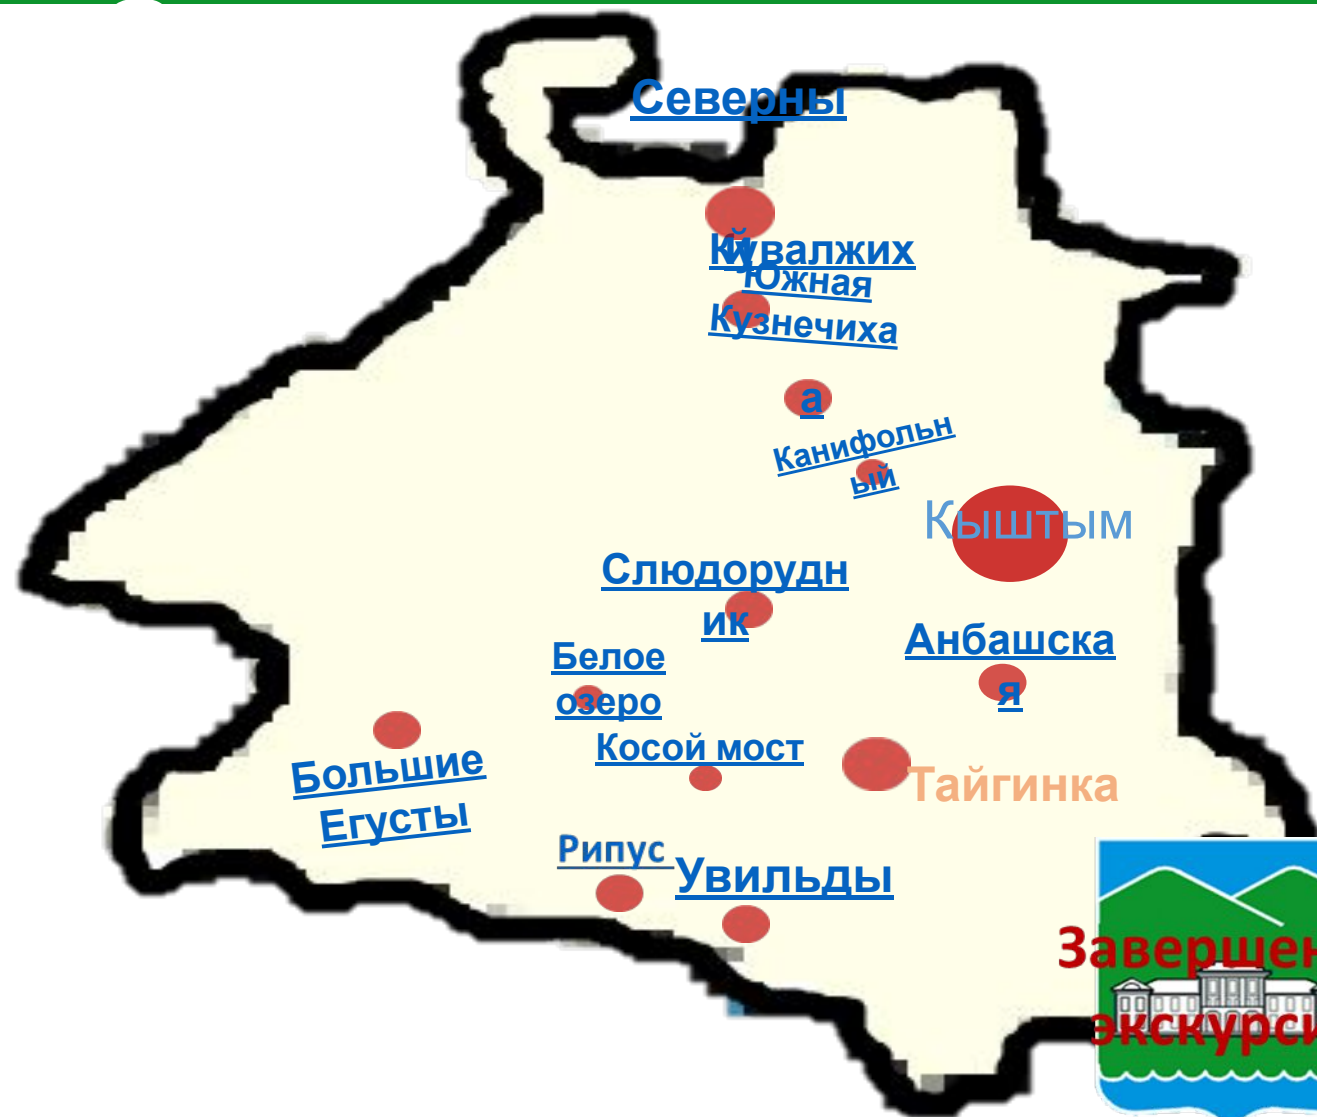 Северны
й
Кувалжих
Южная
Кузнечиха
а
Канифольн
ый
Кыштым
Слюдорудн
ик
Анбашска
я
Белое
озеро
Косой мост
Большие
Егусты
Тайгинка
Рипус
Увильды
Завершен
экскурси